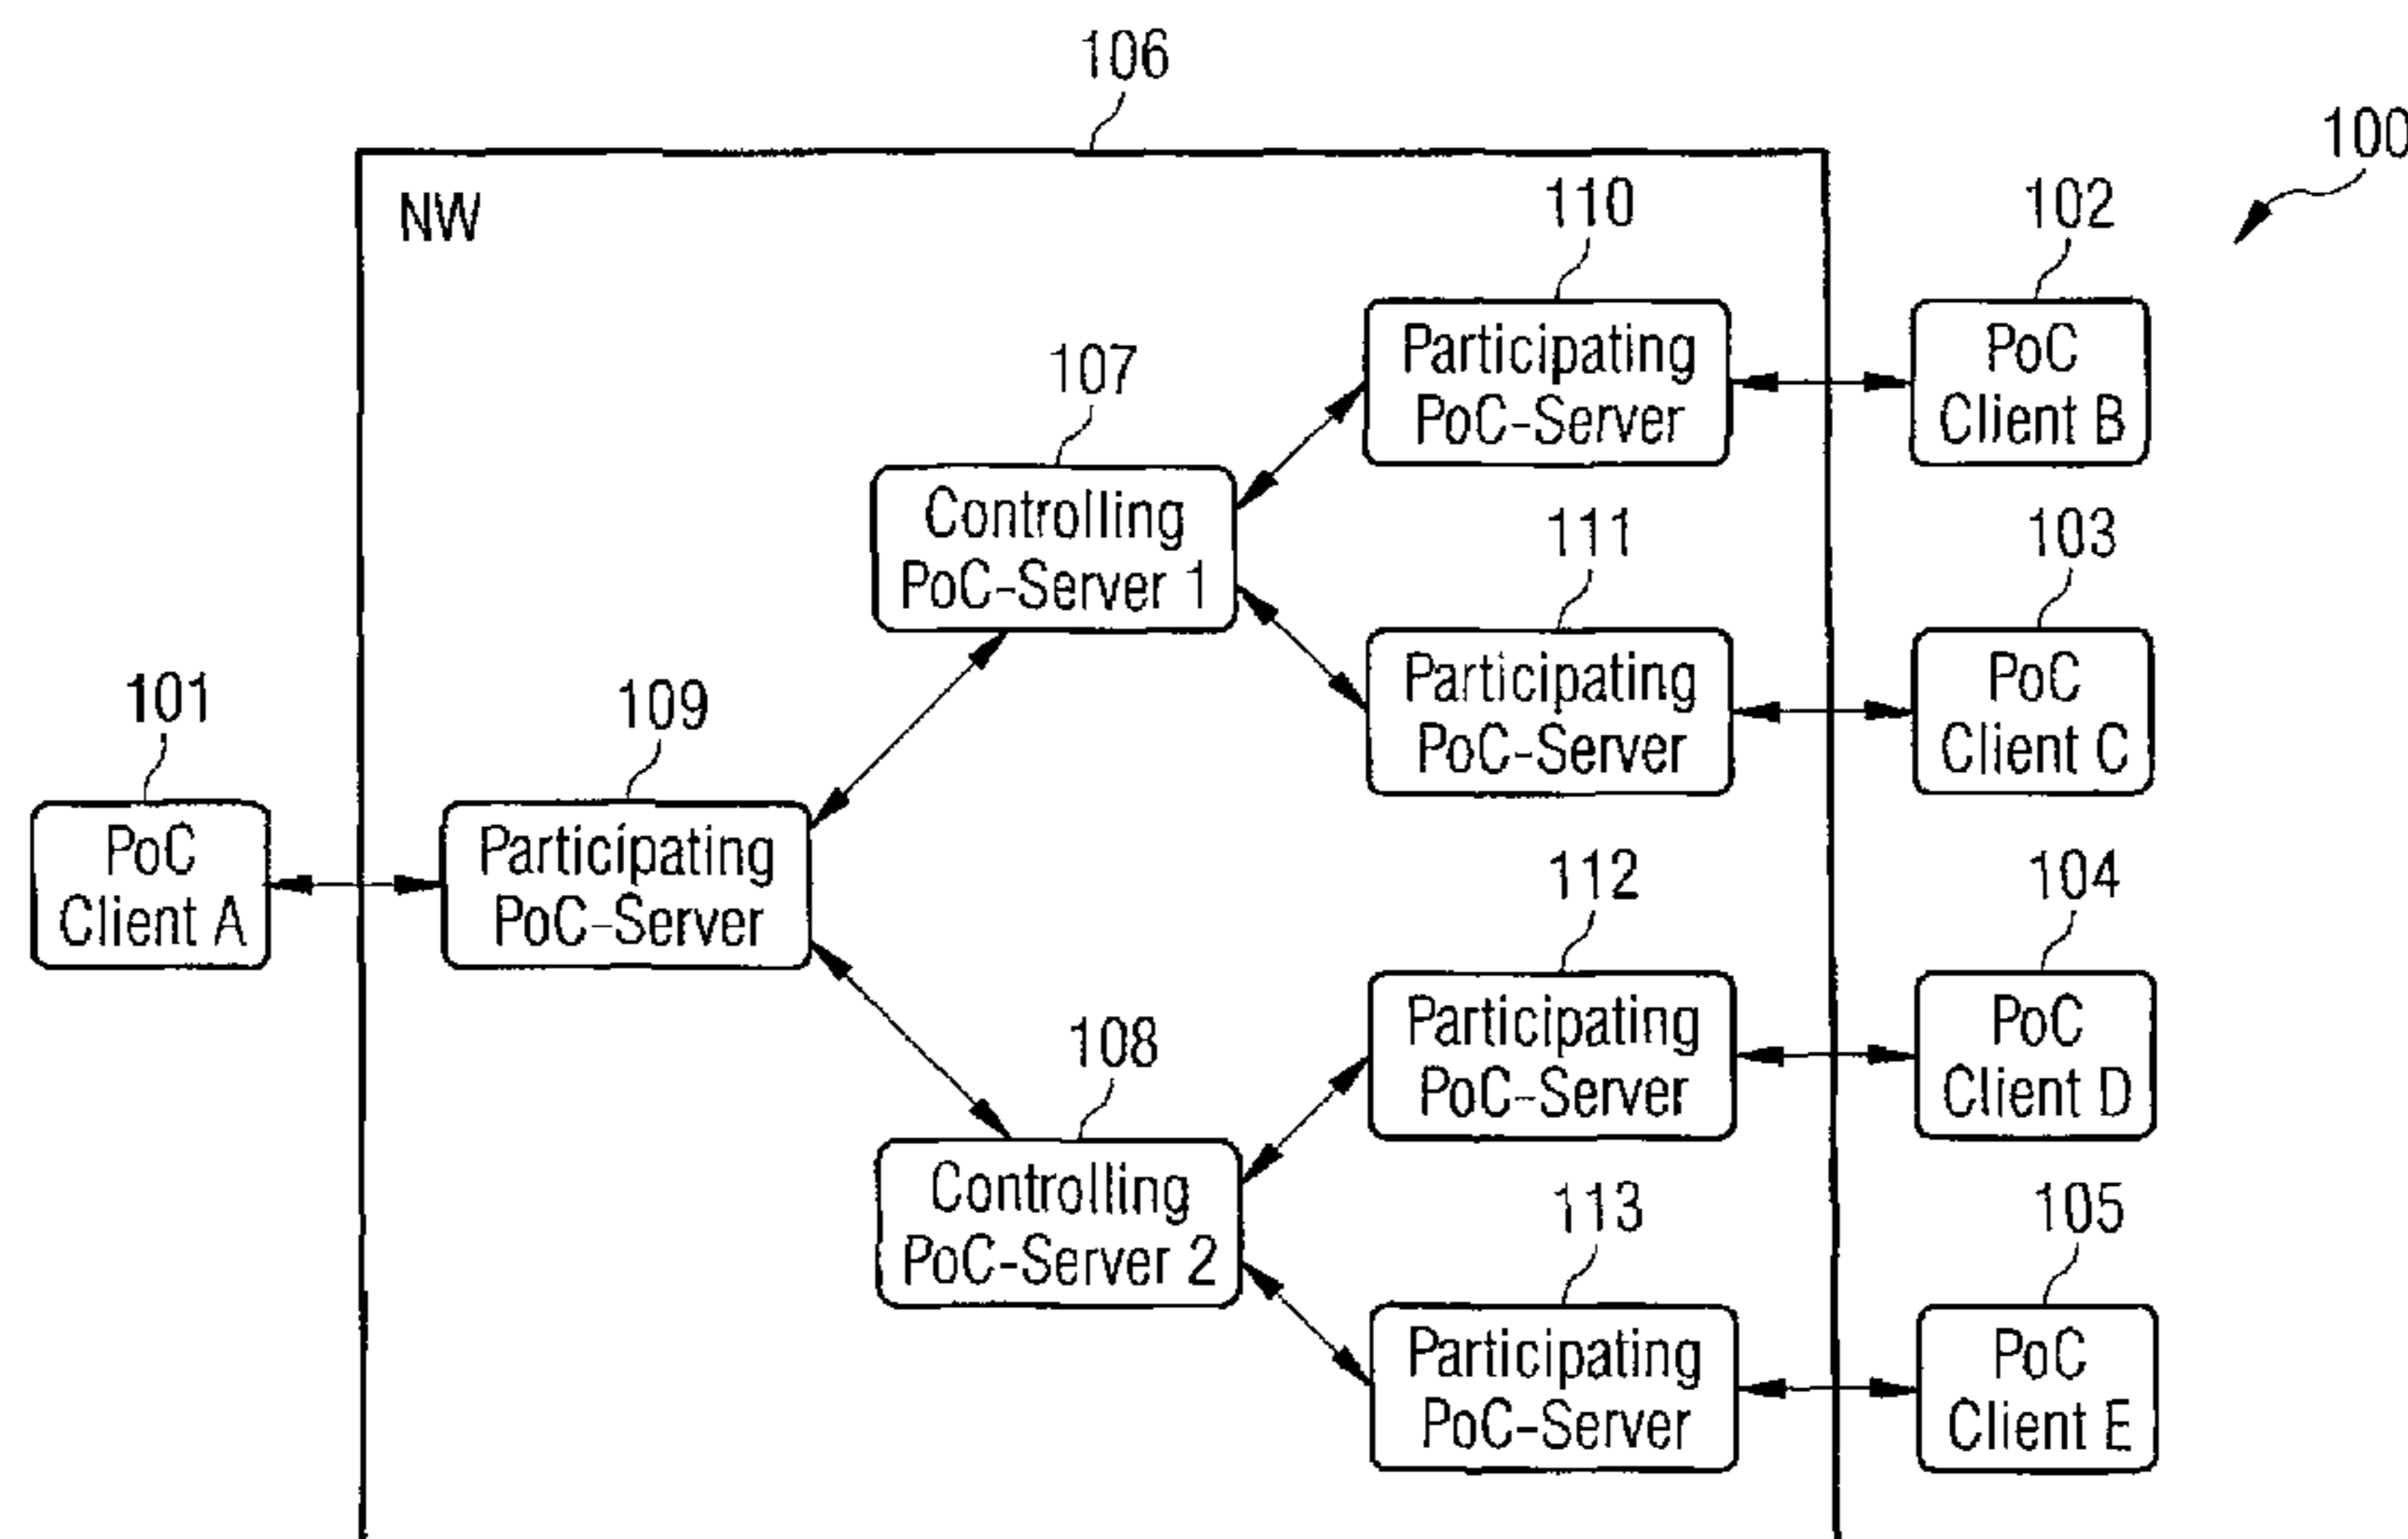 106
100
NW
110
102
Participating
PoC-Server
PoC
Client B
107
Controlling
PoC-Server 1
111
103
Participating
PoC-Server
PoC
Client C
101
PoC
Client A
109
Participating
PoC-Server
112
104
Participating
PoC-Server
PoC
Client D
108
Controlling
PoC-Server 2
113
105
Participating
PoC-Server
PoC
Client E